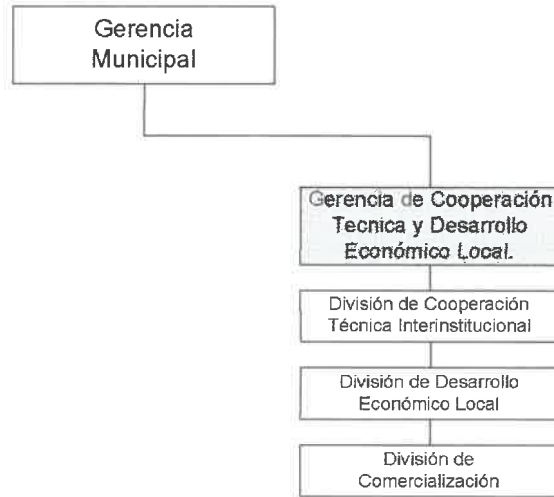 Gerencia
Municipal
Gerencia de Cooperación
Tecnica y Desarrollo
Económico Local.
División de Cooperación
Técnica Interinstitucional
División de Desarrollo
Económico Local
División de
Comercialización